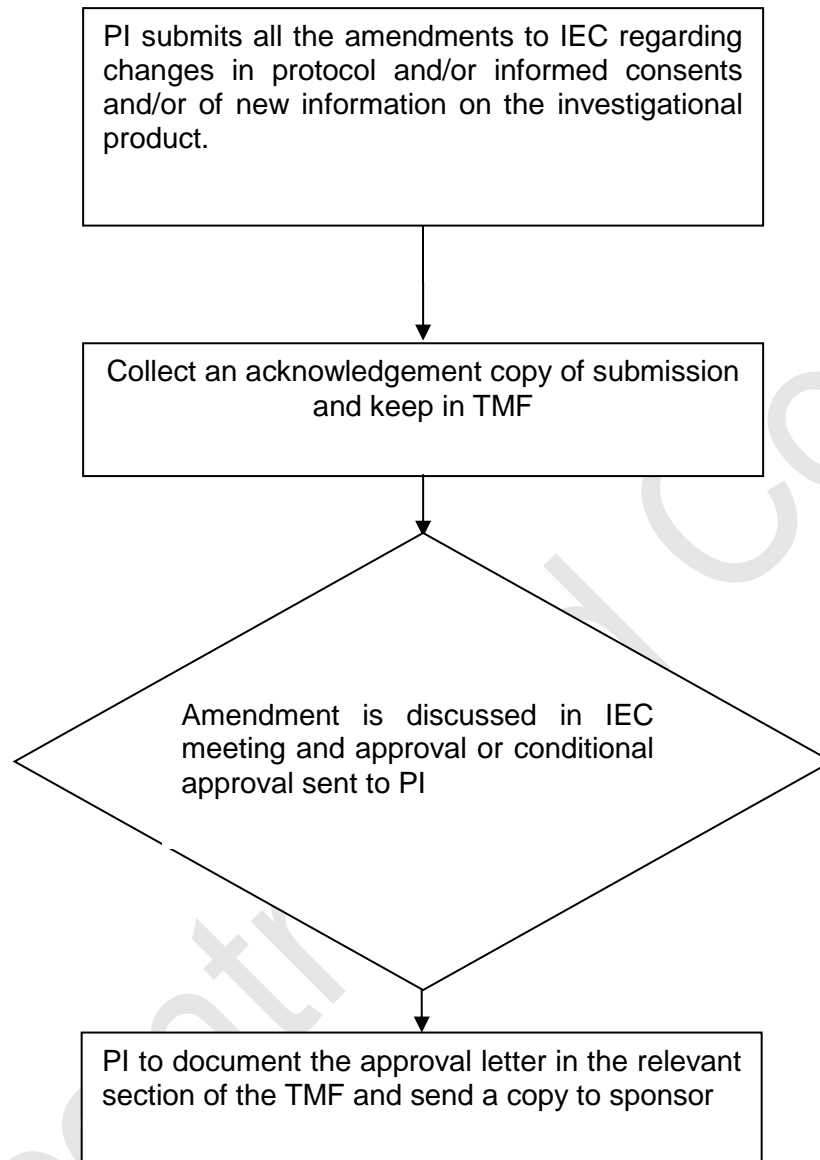 PI submits all the amendments to IEC regarding
changes in protocol and/or informed consents
and/or of new information on the investigational
product.
Collect an acknowledgement copy of submission
and keep in TMF
Amendment is discussed in IEC
meeting and approval or conditional
approval sent to PI
PI to document the approval letter in the relevant
section of the TMF and send a copy to sponsor